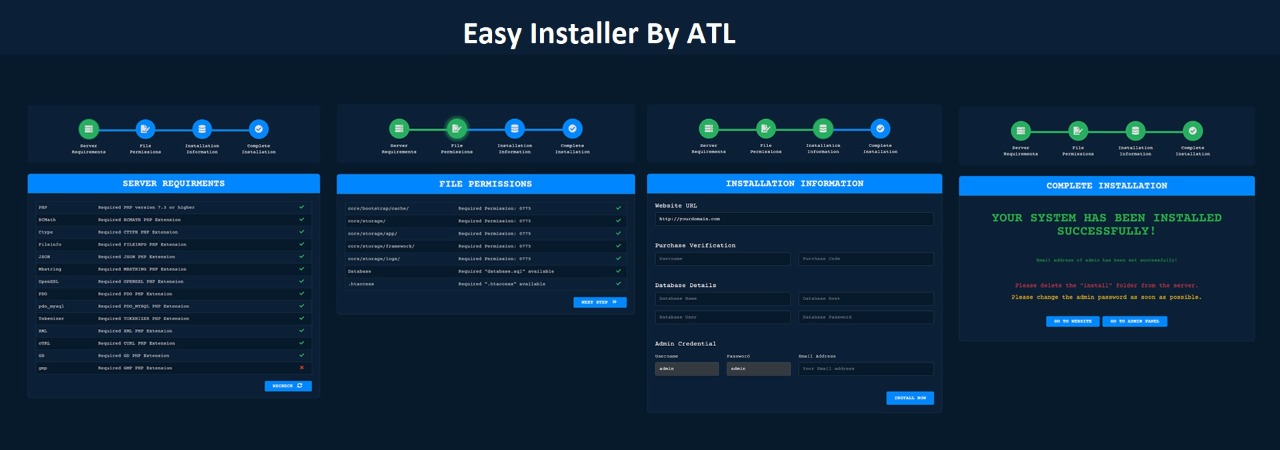 Easy Installer By ATL
Server
Requirements
File
Permissions
Installation
Information
Complete
Installation
SERVER REQUIRMENTS
PHP Required PHP version 7.3 or higher
BCMath Required BCMATH PHP Extension
Ctype Required CTYPE PHP Extension
Fileinfo Required FILEINFO PHP Extension
JSON Required JSON PHP Extension
Mbstring Required MBSTRING PHP Extension
OpenSSL Required OPENSSL PHP Extension
PDO Required PDO PHP Extension
pdo_mysql Required PDO_MYSQL PHP Extension
Tokenizer Required TOKENIZER PHP Extension
XML Required XML PHP Extension
cURL Required CURL PHP Extension
GD Required GD PHP Extension
gmp Required GMP PHP Extension
RECHECK
Server
Requirements
File
Permissions
Installation
Information
Complete
Installation
FILE PERMISSIONS
core/bootstrap/cache/ Required Permission: 0775
core/storage/ Required Permission: 0775
core/storage/app/ Required Permission: 0775
core/storage/framework/ Required Permission: 0775
core/storage/logs/ Required Permission: 0775
Database Required "database.sql" available
.htaccess Required ".htaccess" available
NEXT STEP
Server
Requirements
File
Permissions
Installation
Information
Complete
Installation
INSTALLATION INFORMATION
Website URL
http://yourdomain.com
Purchase Verification
Username Purchase Code
Database Details
Database Name Database Host
Database User Database Password
Admin Credential
Username Password Email Address
admin admin Your Email address
INSTALL NOW
Server
Requirements
File
Permissions
Installation
Information
Complete
Installation
COMPLETE INSTALLATION
YOUR SYSTEM HAS BEEN INSTALLED
SUCCESSFULLY!
Email address of admin has been set successfully!
Please delete the "install" folder from the server.
Please change the admin password as soon as possible.
GO TO WEBSITE GO TO ADMIN PANEL